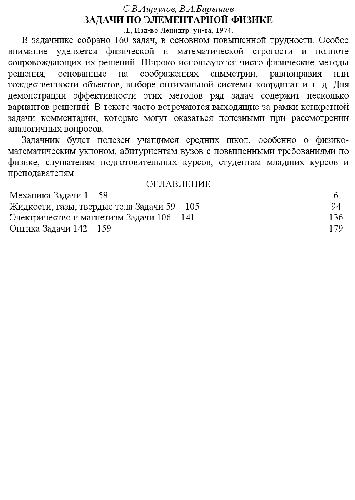 С.В.Андрюхов, В.А.Барышев
ЗАДАЧИ ПО ЭЛЕМЕНТАРНОЙ ФИЗИКЕ
Л., Изд-во Ленингр. ун-та, 1974.
В задачнике собрано 160 задач, в основном повышенной трудности. Особое
внимание уделяется физической и математической строгости и полноте
сопровождающих их решений. Широко используются чисто физические методы
решения, основанные на соображениях симметрии, равноправия или
тождественности объектов, выборе оптимальной системы координат и т. д. Для
демонстрации эффективности этих методов ряд задач содержит несколько
вариантов решений. В тексте часто встречаются выходящие за рамки конкретной
задачи комментарии, которые могут оказаться полезными при рассмотрении
аналогичных вопросов.
Задачник будет полезен учащимся средних школ, особенно с физико-
математическим уклоном, абитуриентам вузов с повышенными требованиями по
физике, слушателям подготовительных курсов, студентам младших курсов и
преподавателям.
ОГЛАВЛЕНИЕ
Механика Задачи 1 – 58 6
Жидкости, газы, твердые тела Задачи 59 – 105 94
Электричество и магнетизм Задачи 106 – 141 136
Оптика Задачи 142 – 159 179